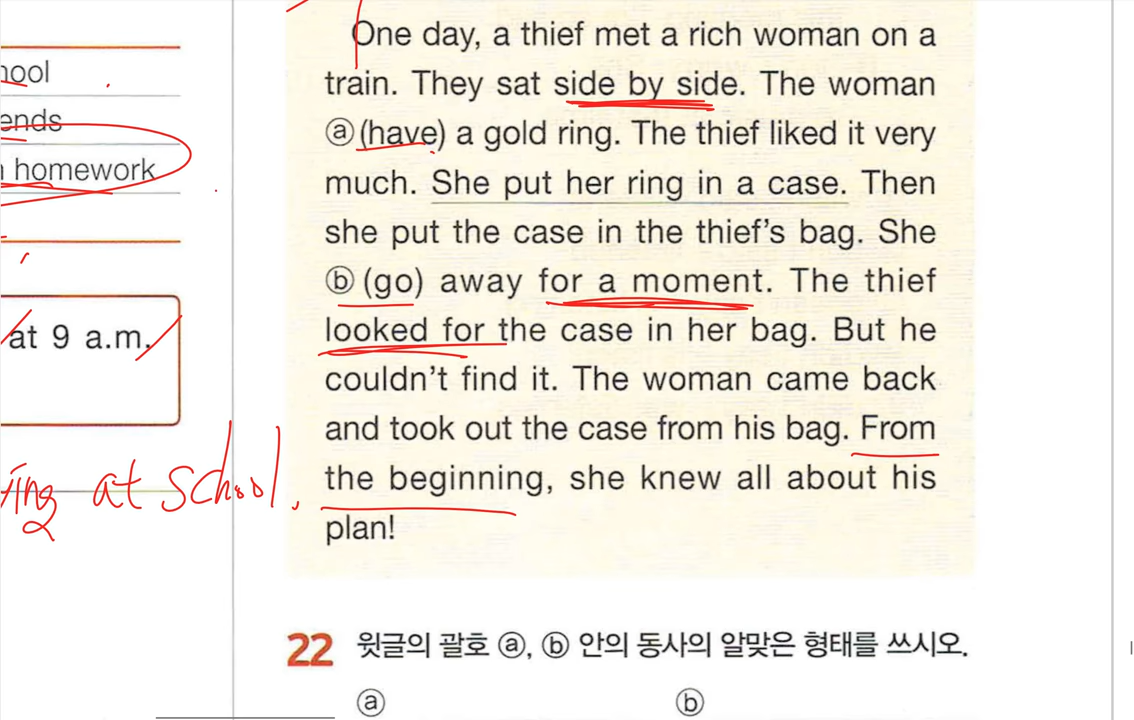 One day, a thief met a rich woman on a
train. They sat side by side. The woman
ⓐ (have) a gold ring. The thief liked it very
much. She put her ring in a case. Then
she put the case in the thief's bag. She
ⓑ (go) away for a moment. The thief
looked for the case in her bag. But he
couldn't find it. The woman came back
and took out the case from his bag. From
the beginning, she knew all about his
plan!
22 윗글의 괄호 ⓐ, ⓑ 안의 동사의 알맞은 형태를 쓰시오.
ⓐ ⓑ
homework
at 9 a.m.
at school.